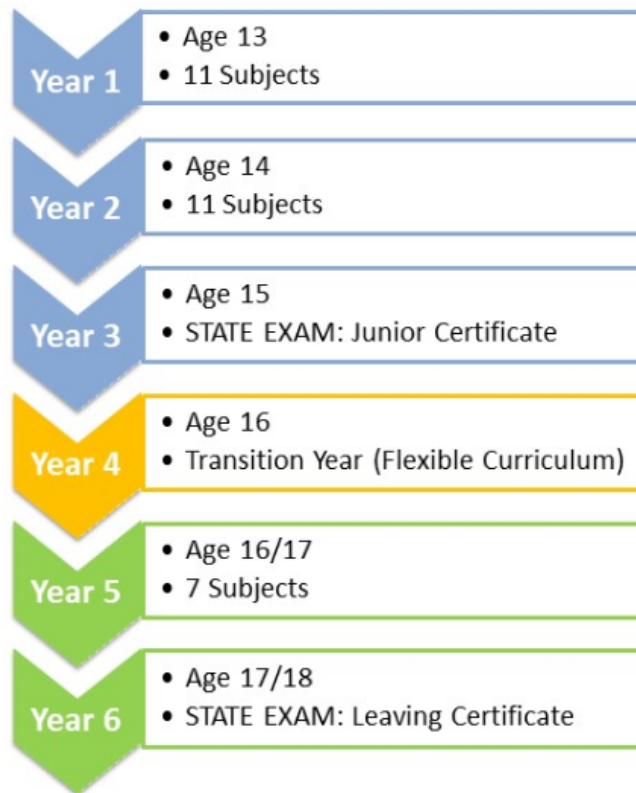 Year 1
• Age 13
• 11 Subjects
Year 2
• Age 14
• 11 Subjects
Year 3
• Age 15
• STATE EXAM: Junior Certificate
Year 4
• Age 16
• Transition Year (Flexible Curriculum)
Year 5
• Age 16/17
• 7 Subjects
Year 6
• Age 17/18
• STATE EXAM: Leaving Certificate